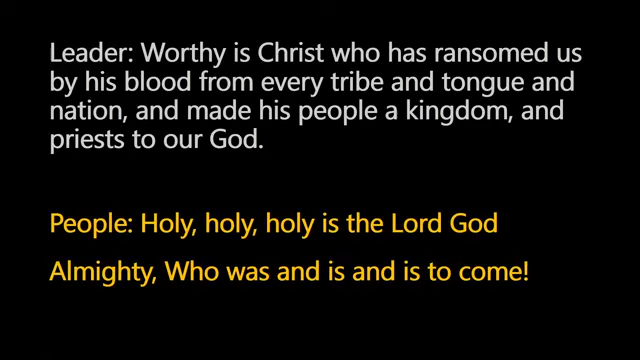 Leader: Worthy is Christ who has ransomed us
by his blood from every tribe and tongue and
nation, and made his people a kingdom, and
priests to our God.
People: Holy, holy, holy is the Lord God
Almighty, Who was and is and is to come!